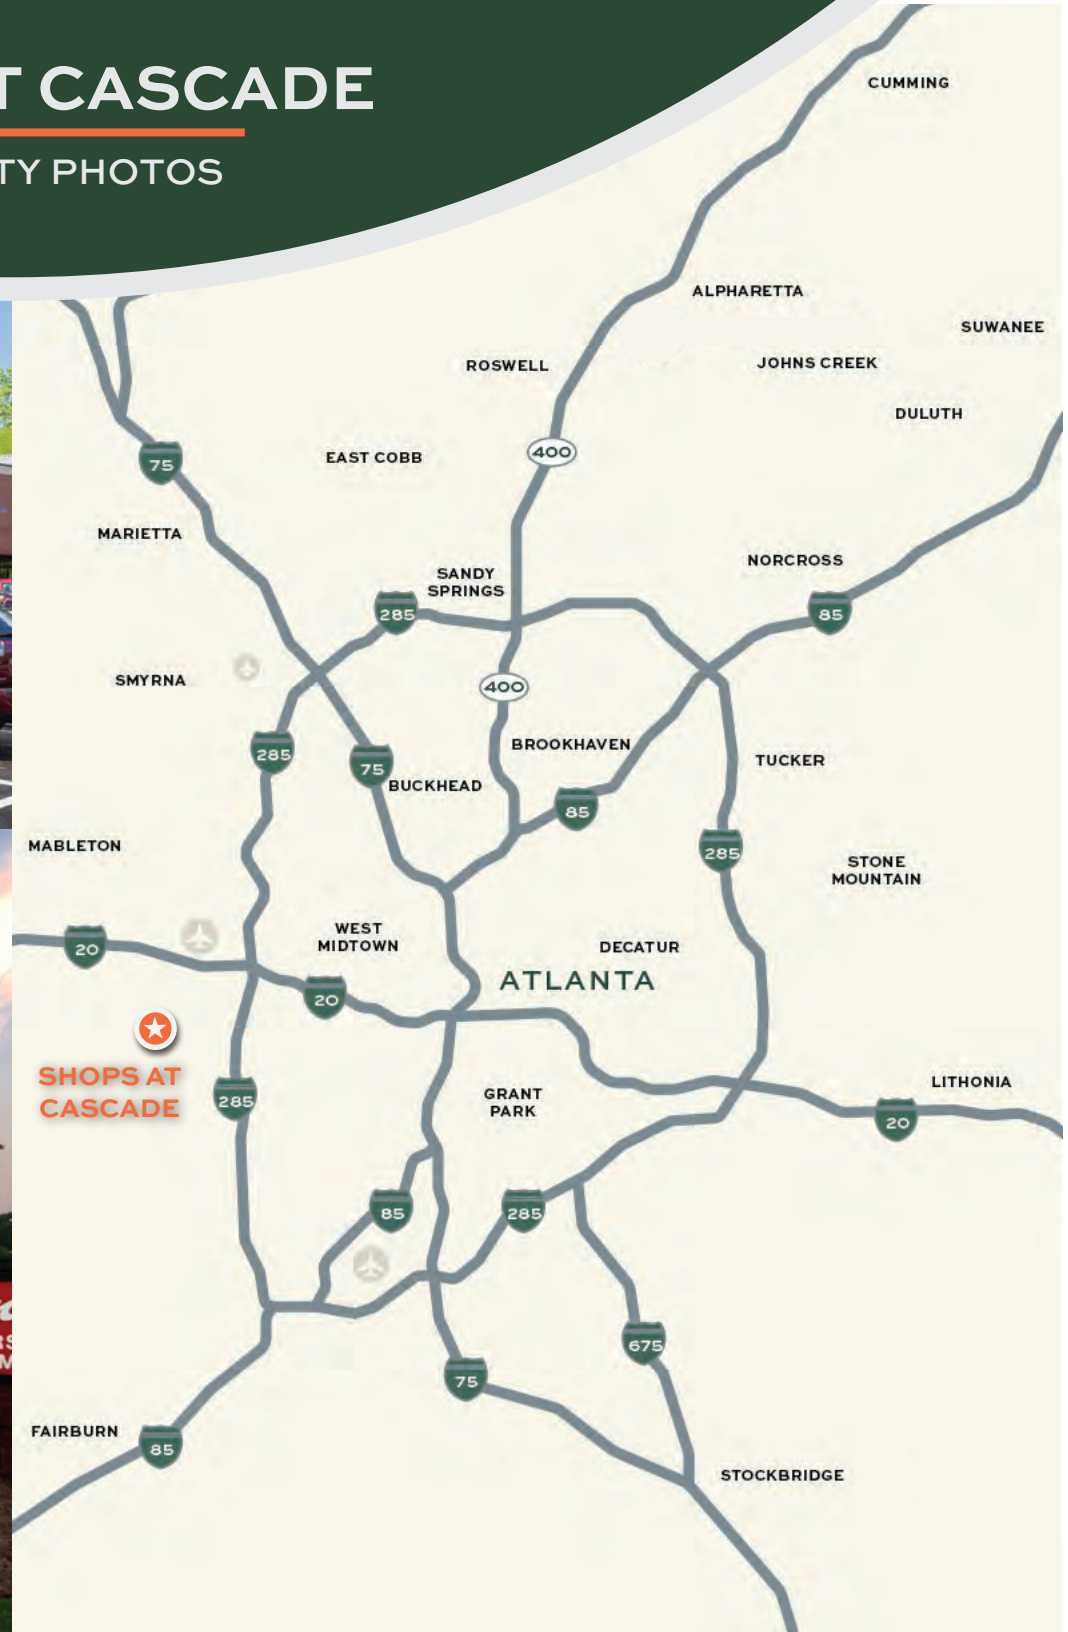 T CASCADE
TY PHOTOS
CUMMING
ALPHARETTA
SUWANEE
ROSWELL
JOHNS CREEK
DULUTH
400
EAST COBB
75
MARIETTA
NORCROSS
SANDY
SPRINGS
285
85
SMYRNA
400
BROOKHAVEN
285
75
TUCKER
BUCKHEAD
85
MABLETON
285
STONE
MOUNTAIN
WEST
MIDTOWN
20
DECATUR
ATLANTA
20
SHOPS AT
CASCADE
285
GRANT
PARK
LITHONIA
20
85
285
675
75
FAIRBURN
85
STOCKBRIDGE